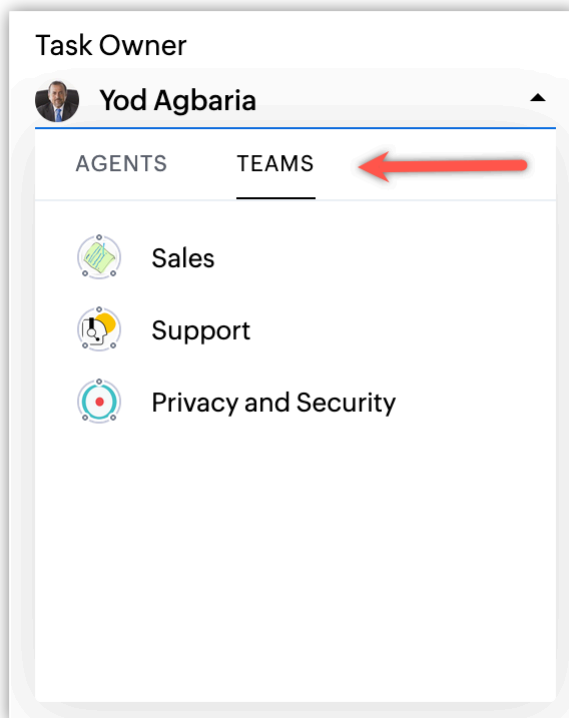 Task Owner
Yod Agbaria
AGENTS TEAMS
Sales
Support
Privacy and Security